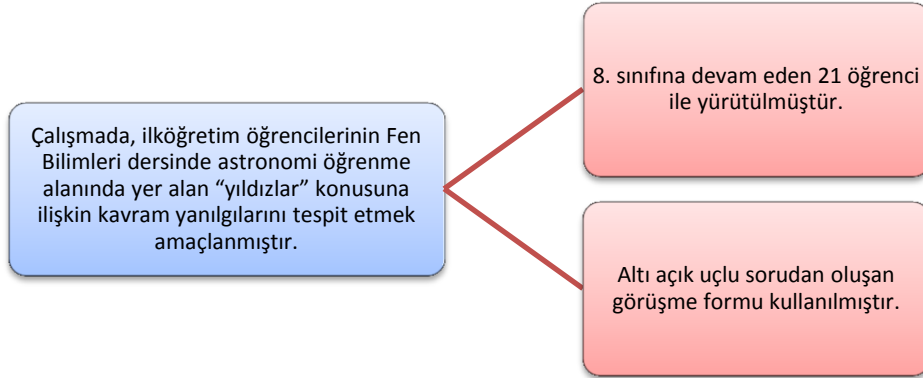 Çalışmada, ilköğretim öğrencilerinin Fen
Bilimleri dersinde astronomi öğrenme
alanında yer alan “yıldızlar” konusuna
ilişkin kavram yanılgılarını tespit etmek
amaçlanmıştır.
8. sınıfına devam eden 21 öğrenci
ile yürütülmüştür.
Altı açık uçlu sorudan oluşan
görüşme formu kullanılmıştır.